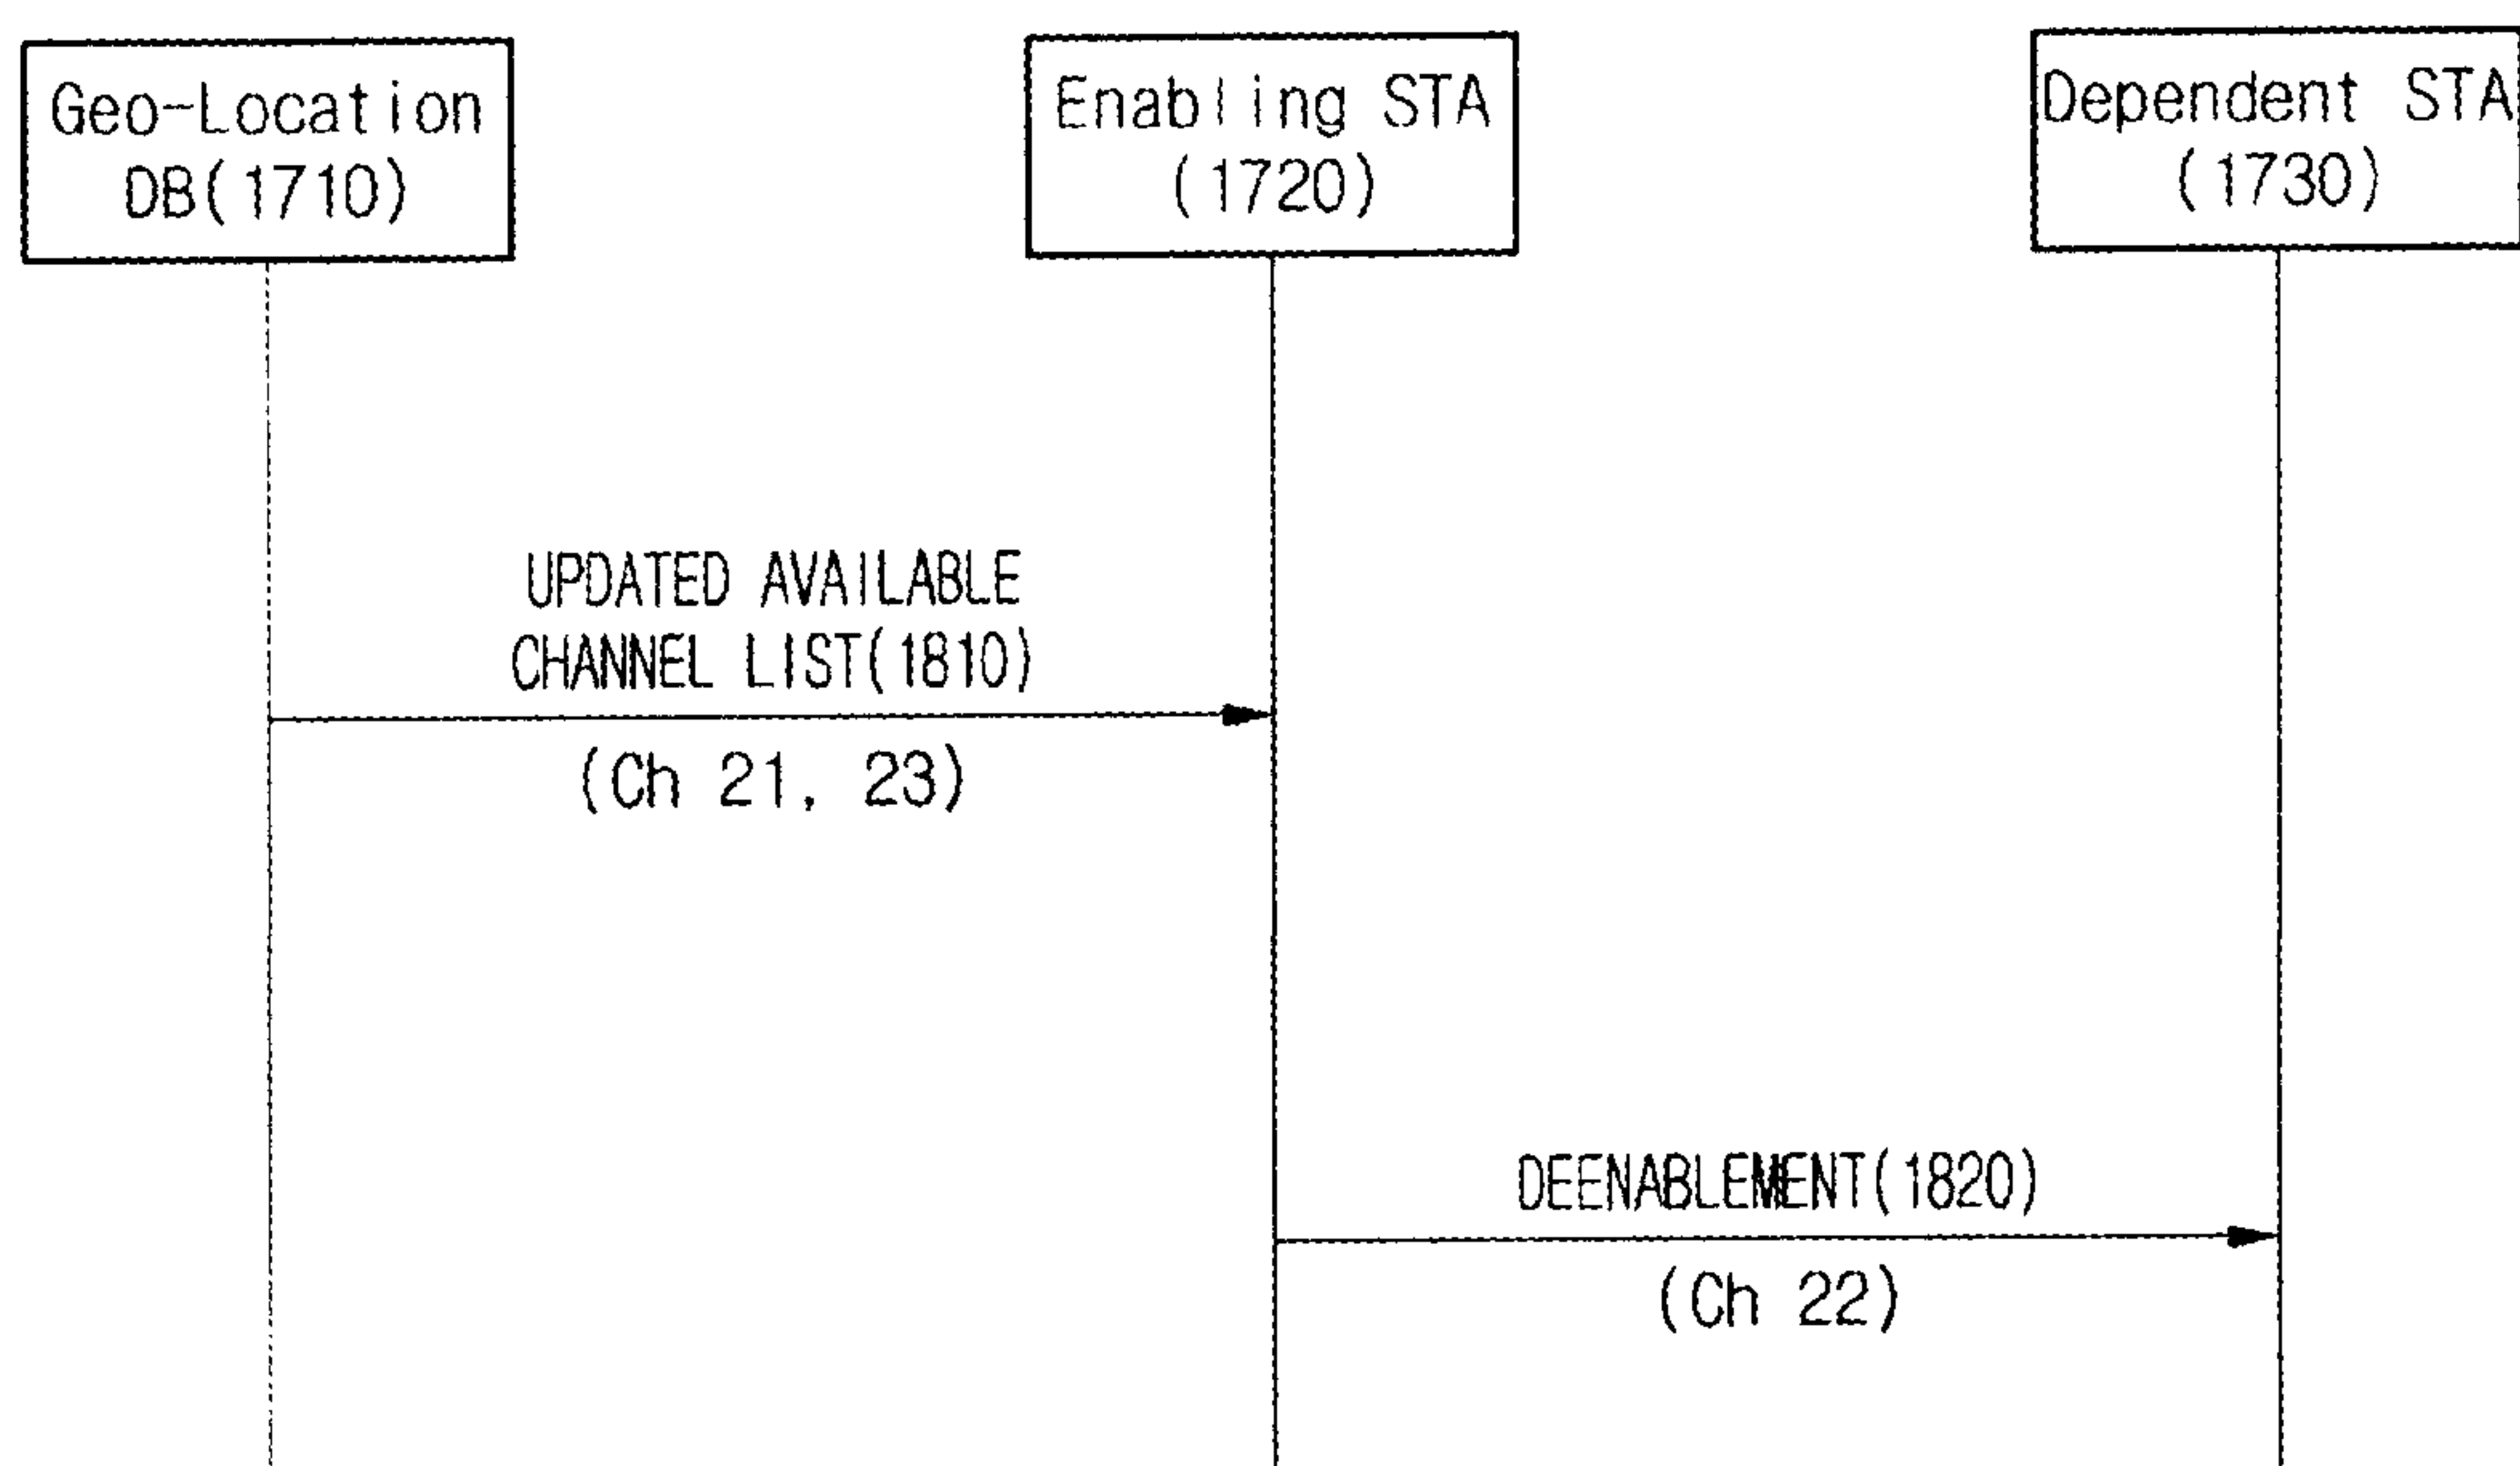 Geo-Location
DB(1710)
Enabling STA
(1720)
Dependent STA
(1730)
UPDATED AVAILABLE
CHANNEL LIST(1810)
(Ch 21, 23)
DEENABLEMENT(1820)
(Ch 22)